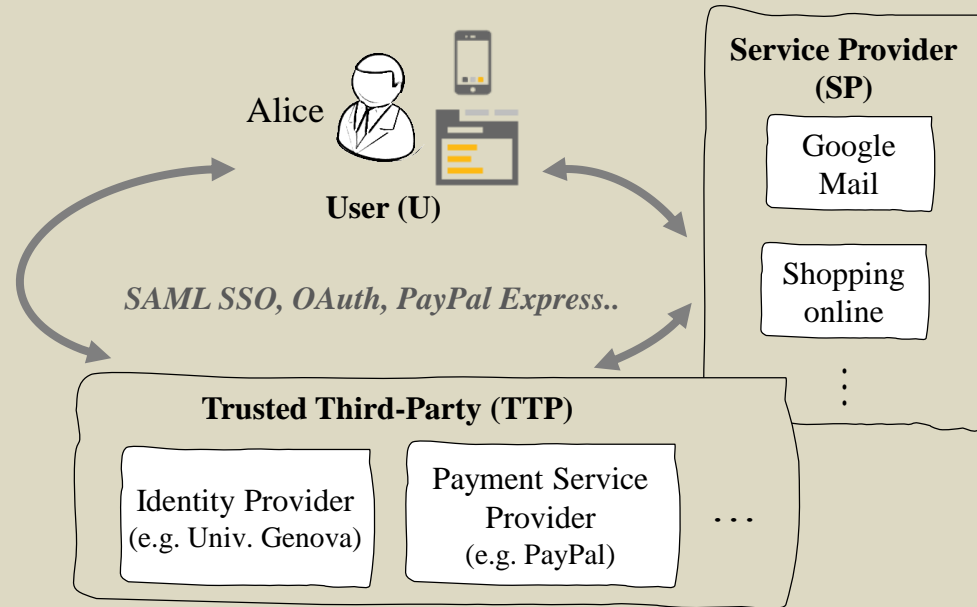 Alice
User (U)
Service Provider
(SP)
Google
Mail
Shopping
online
⋮
SAML SSO, OAuth, PayPal Express..
Trusted Third-Party (TTP)
Identity Provider
(e.g. Univ. Genova)
Payment Service
Provider
(e.g. PayPal)
...